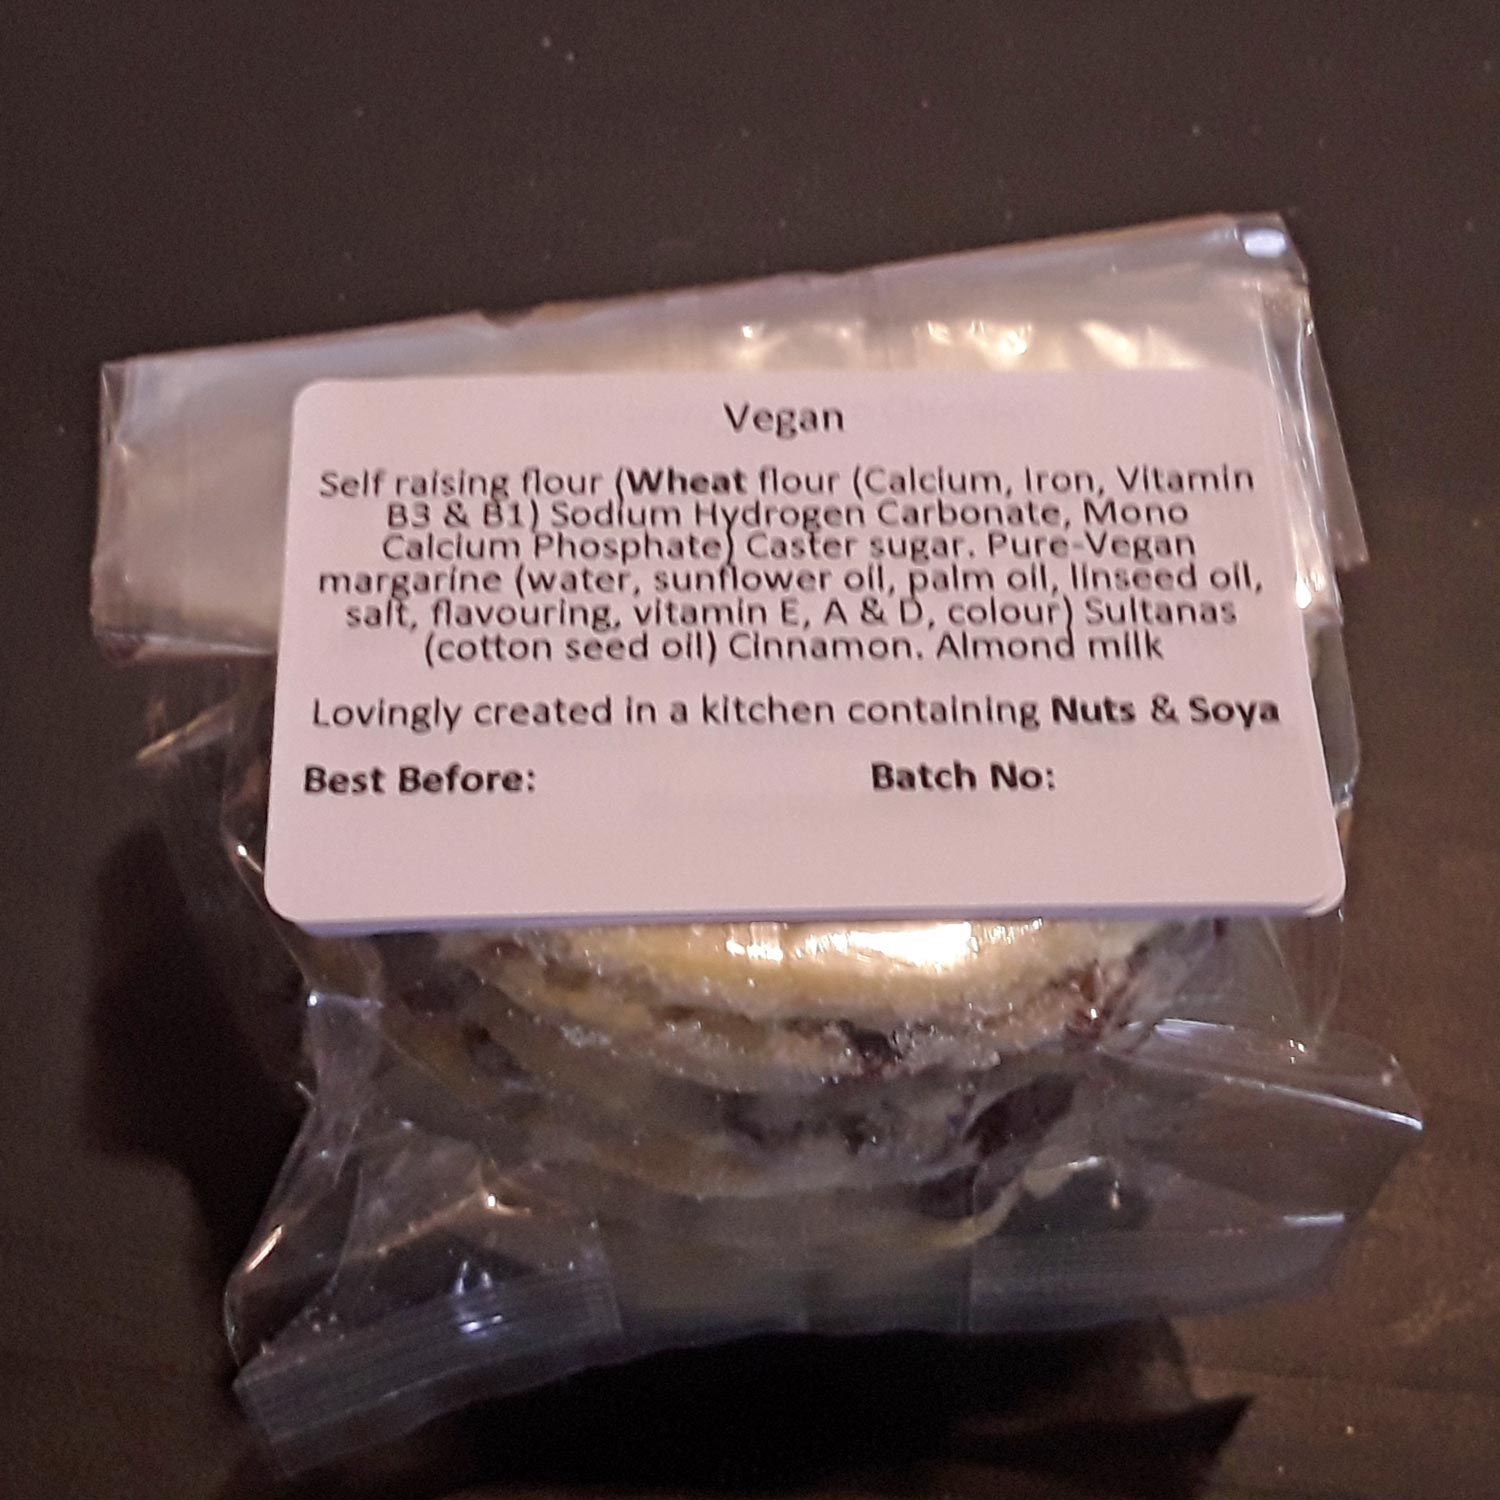 Vegan
Self raising flour (Wheat flour (Calcium, Iron, Vitamin
B3 & B1) Sodium Hydrogen Carbonate, Mono
Calcium Phosphate) Caster sugar. Pure-Vegan
margarine (water, sunflower oil, palm oil, linseed oil,
salt, flavouring, vitamin E, A & D, colour) Sultanas
(cotton seed oil) Cinnamon. Almond milk
Lovingly created in a kitchen containing Nuts & Soya
Best Before: Batch No: